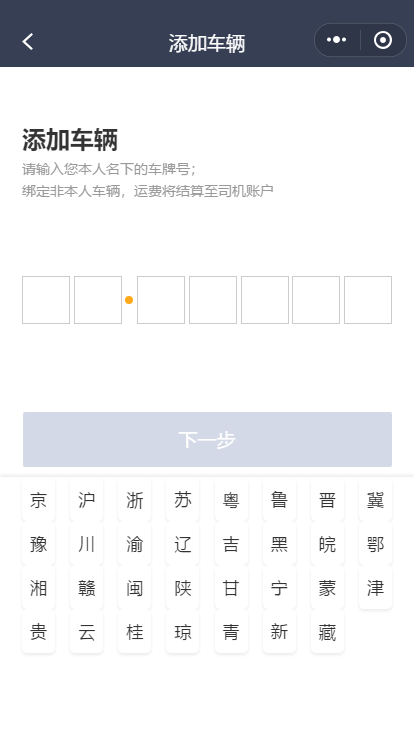 添加车辆
添加车辆
请输入您本人名下的车牌号；
绑定非本人车辆，运费将结算至司机账户
下一步
京 沪 浙 苏 粤 鲁 晋 冀
豫 川 渝 辽 吉 黑 皖 鄂
湘 赣 闽 陕 甘 宁 蒙 津
贵 云 桂 琼 青 新 藏